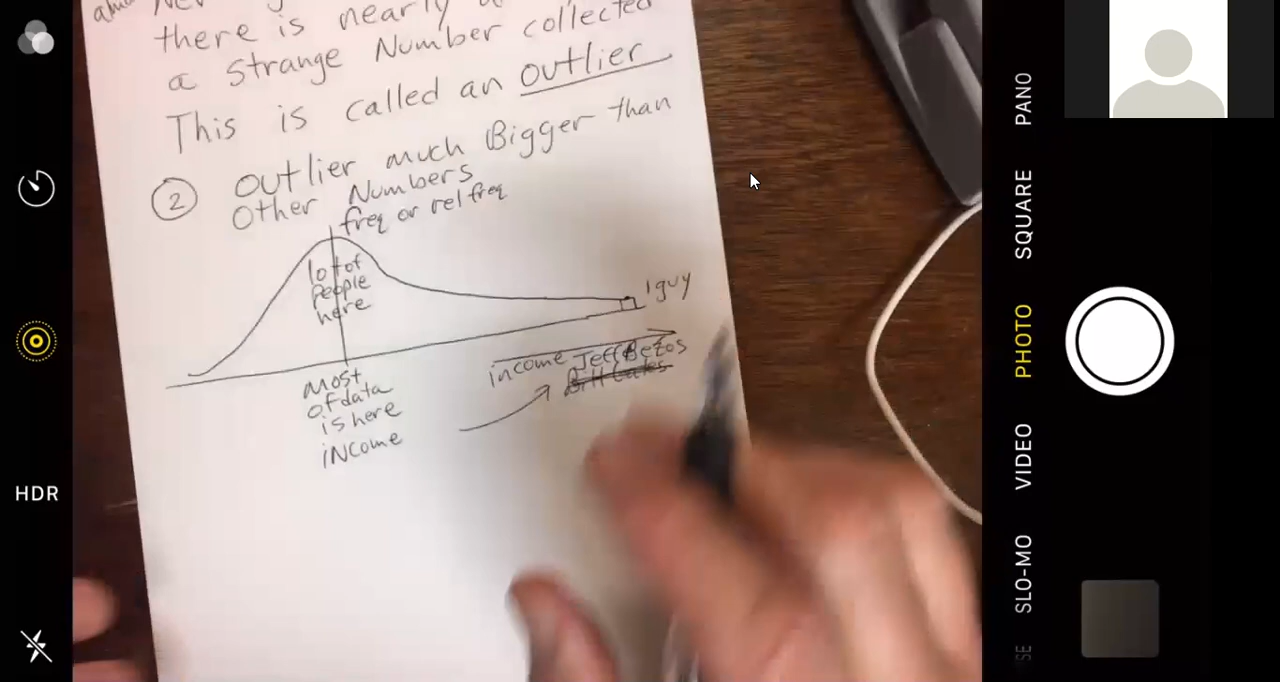 there is nearly
a strange Number collected
This is called an outlier
② outlier much Bigger than
other Numbers
freq or rel freq
lot of
people
here
1 guy
income Jeff Bezos
most
of data
is here
iNCome
HDR
PANO
SQUARE
PHOTO
VIDEO
SLO-MO
SE